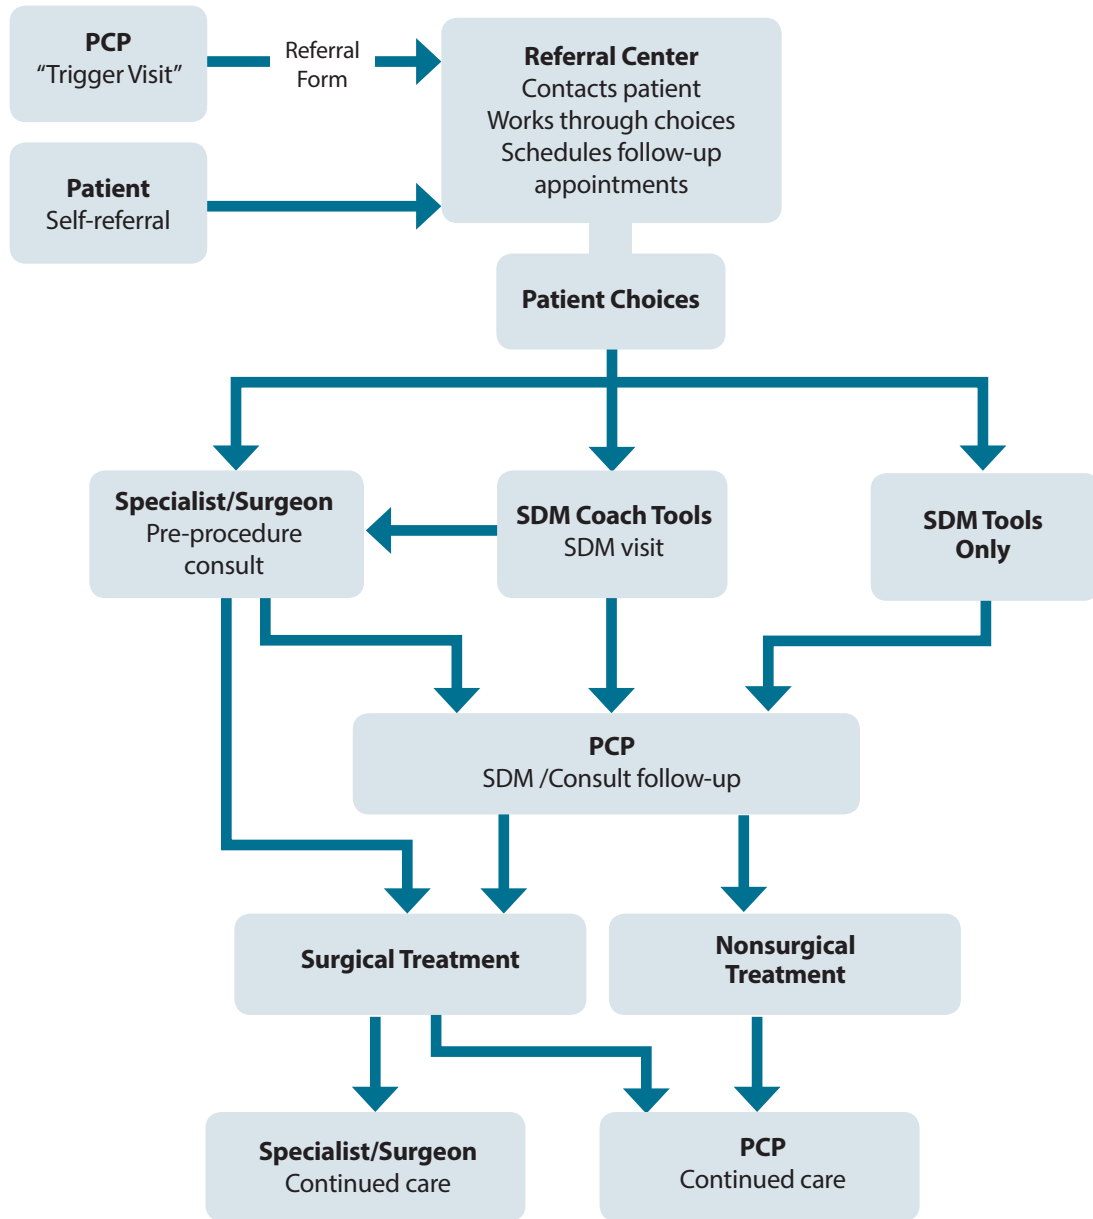 PCP
“Trigger Visit”
Referral
Form
Referral Center
Contacts patient
Works through choices
Schedules follow-up
appointments
Patient
Self-referral
Patient Choices
Specialist/Surgeon
Pre-procedure
consult
SDM Coach Tools
SDM visit
SDM Tools
Only
PCP
SDM /Consult follow-up
Surgical Treatment
Nonsurgical
Treatment
Specialist/Surgeon
Continued care
PCP
Continued care